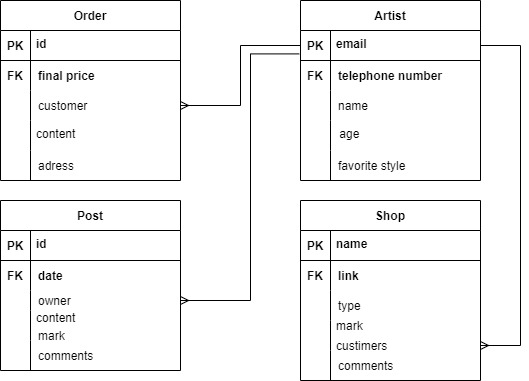 Order
PK id
FK final price
customer
content
adress
Artist
PK email
FK telephone number
name
age
favorite style
Post
PK id
FK date
owner
content
mark
comments
Shop
PK name
FK link
type
mark
custimers
comments